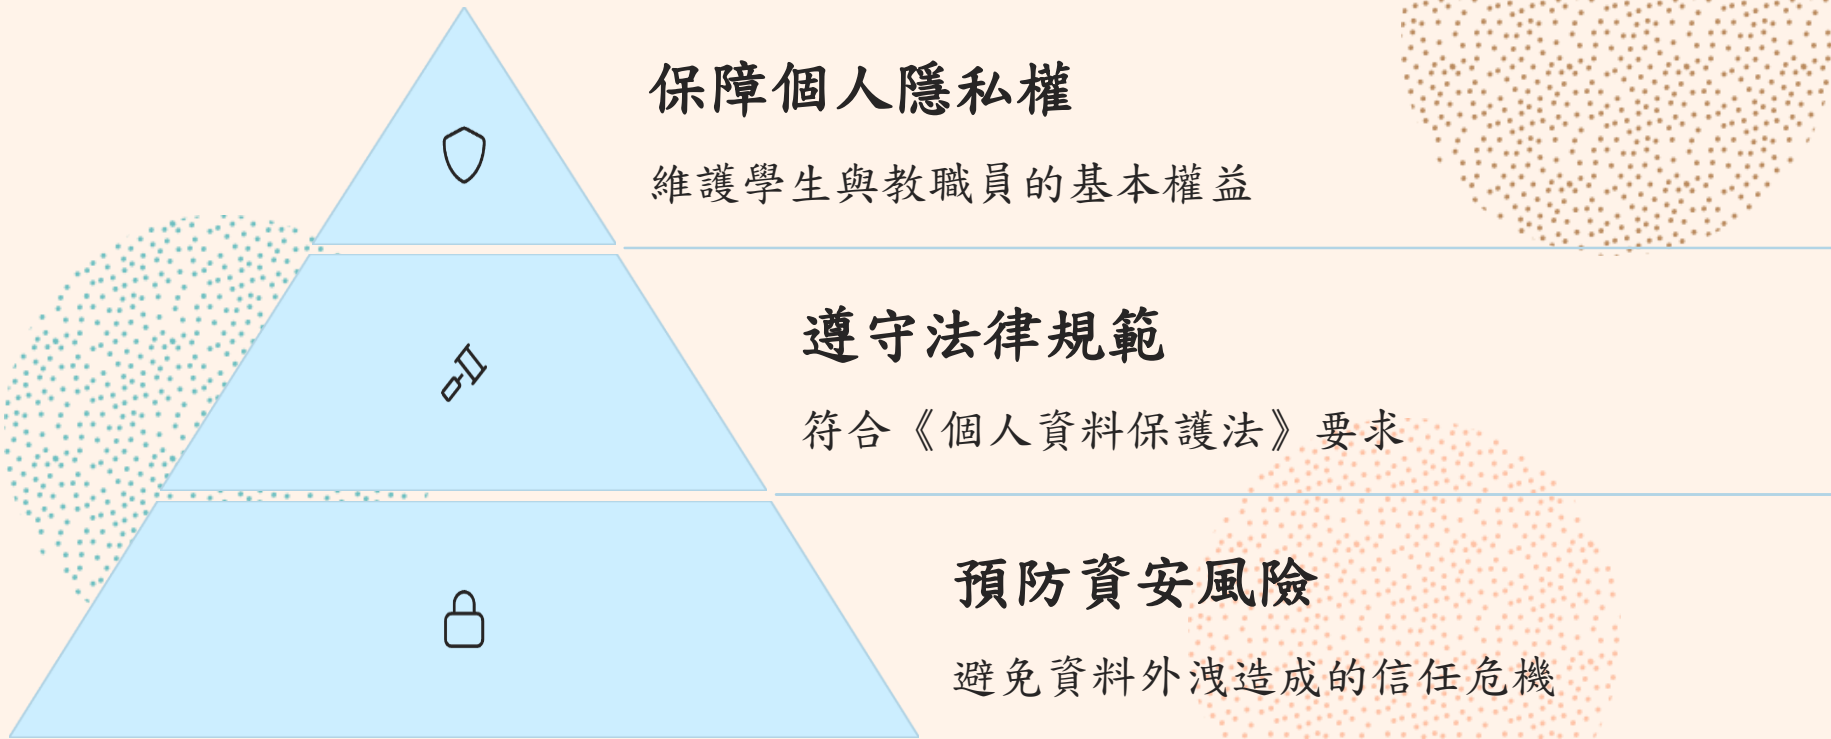 保障個人隱私權
維護學生與教職員的基本權益
遵守法律規範
符合《個人資料保護法》要求
預防資安風險
避免資料外洩造成的信任危機